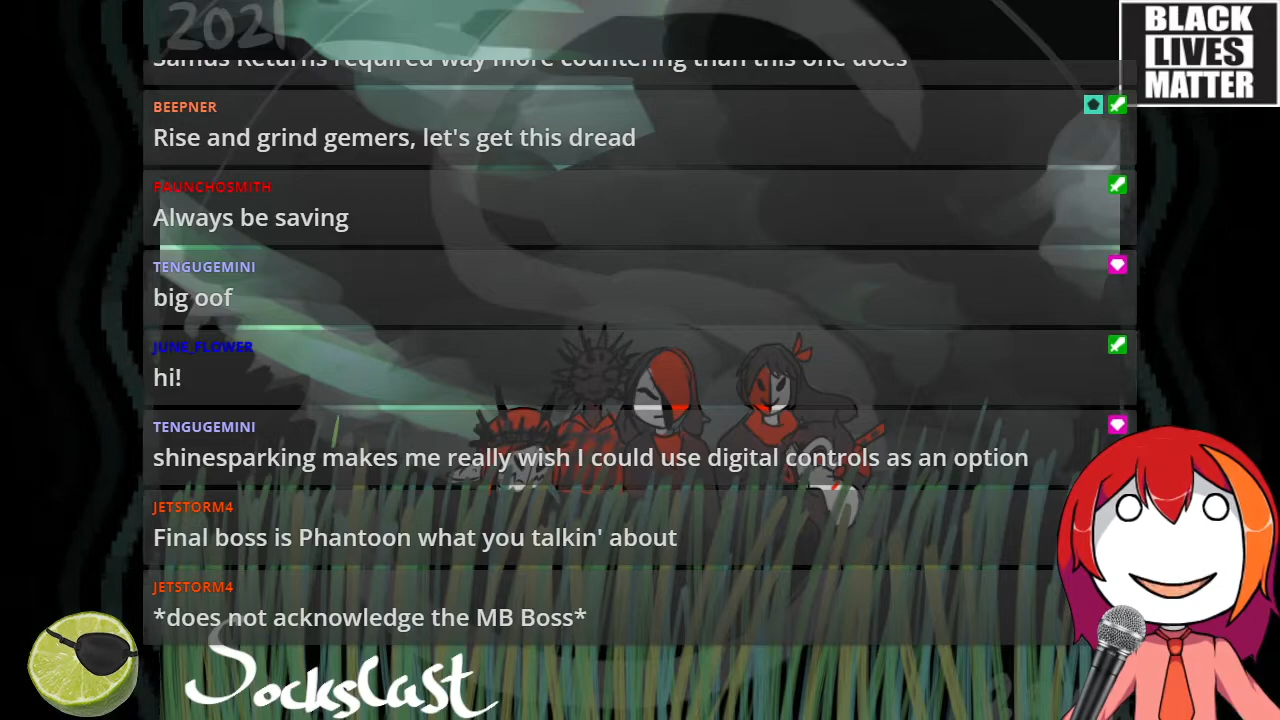 2021
BLACK
LIVES
MATTER
Samus Returns required way more countering than this one does
BEEPNER
Rise and grind gemers, let's get this dread
RAUNCHOSMITH
Always be saving
TENGUGEMINI
big oof
JUNE_FLOWER
hi!
TENGUGEMINI
shinesparking makes me really wish I could use digital controls as an option
JETSTORM4
Final boss is Phantoon what you talkin' about
JETSTORM4
*does not acknowledge the MB Boss*
SocksCast